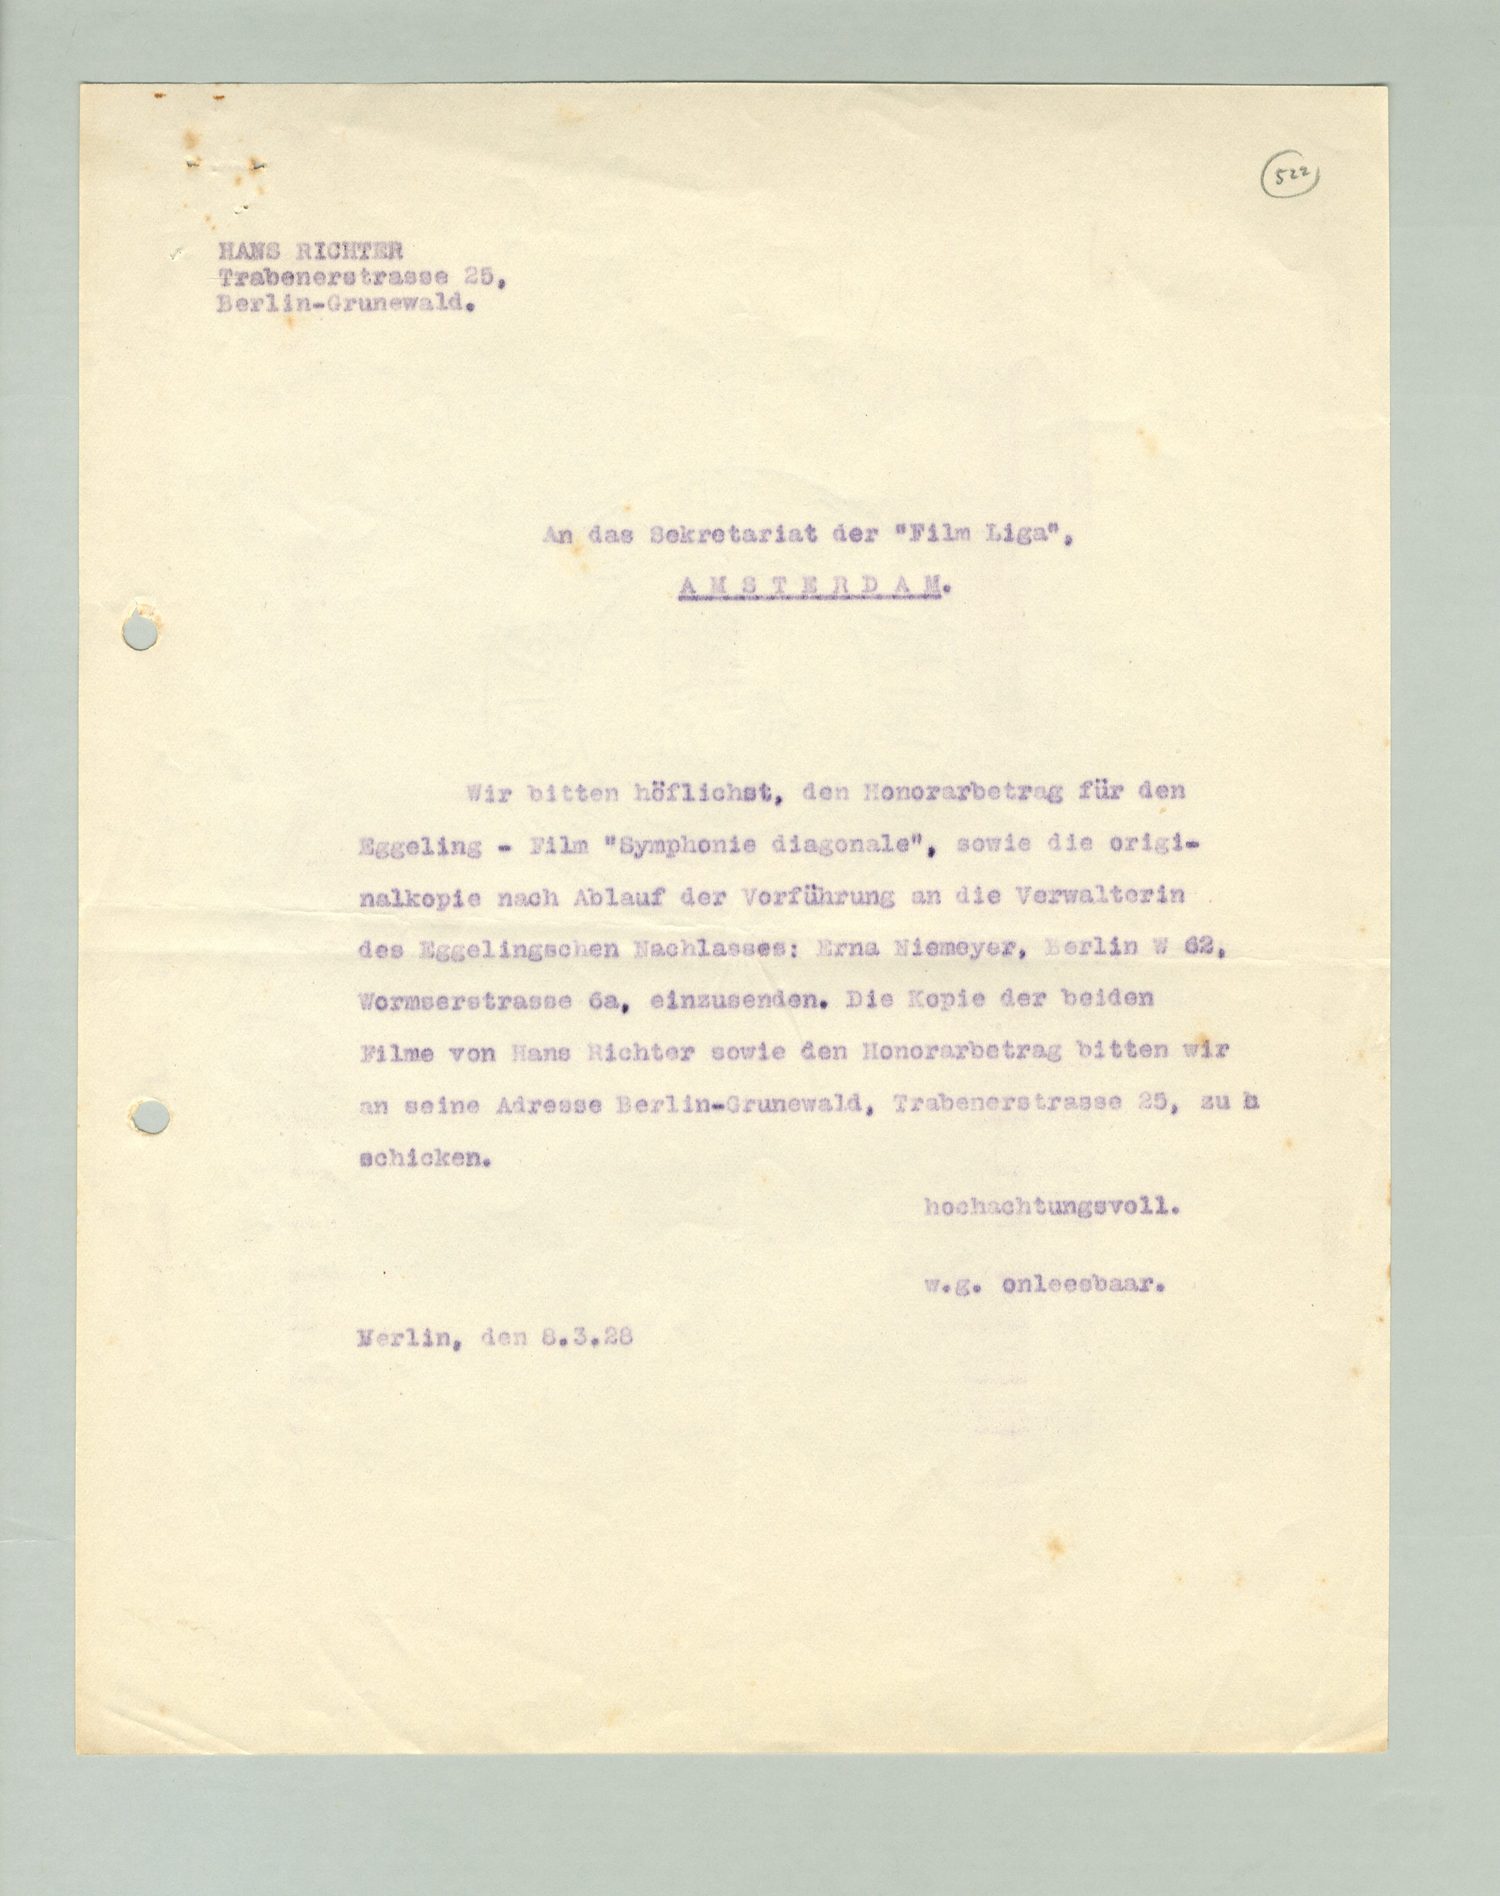 522
HANS RICHTER
Trabenerstrasse 25,
Berlin-Grunewald.
An das Sekretariat der "Film Liga",
A M S T E R D A M.
Wir bitten höflichst, den Honorarbetrag für den
Eggeling - Film "Symphonie diagonale", sowie die origi-
nalkopie nach Ablauf der Vorführung an die Verwalterin
des Eggelingschen Nachlasses: Erna Niemeyer, Berlin W 62,
Wormserstrasse 6a, einzusenden. Die Kopie der beiden
Filme von Hans Richter sowie den Honorarbetrag bitten wir
an seine Adresse Berlin-Grunewald, Trabenerstrasse 25, zu h
schicken.
hochachtungsvoll.
w.g. onleesbaar.
Merlin, den 8.3.28